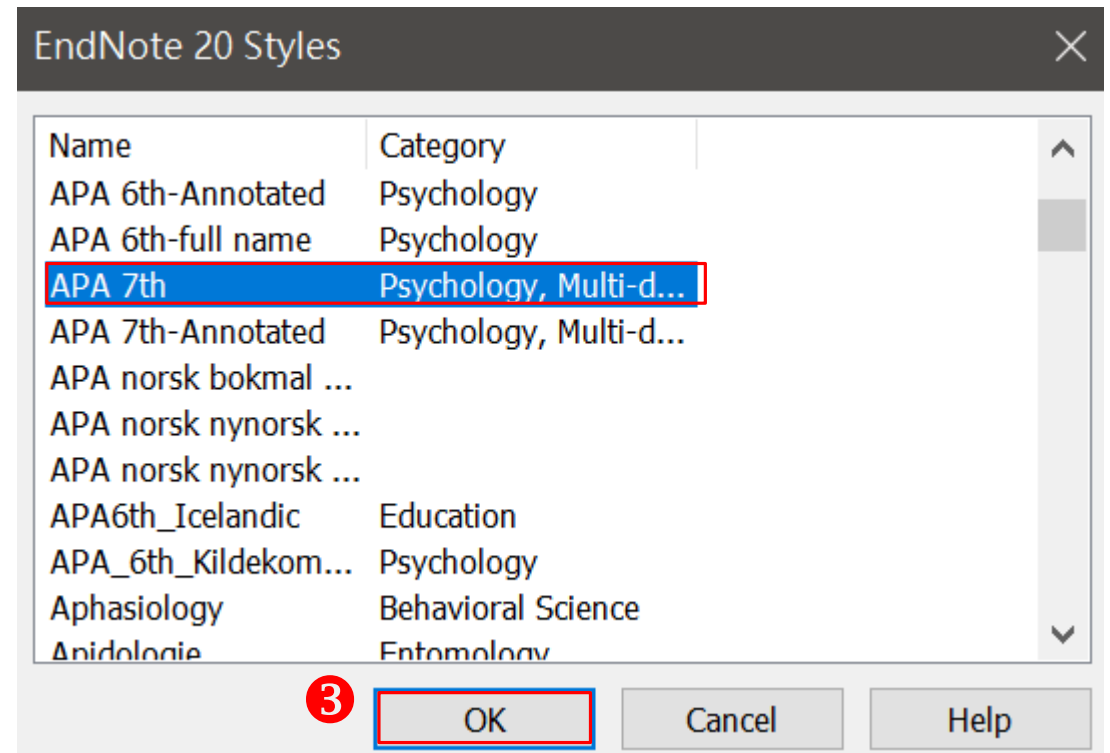 EndNote 20 Styles
Name Category
APA 6th-Annotated Psychology
APA 6th-full name Psychology
APA 7th Psychology, Multi-d...
APA 7th-Annotated Psychology, Multi-d...
APA norsk bokmal ...
APA norsk nynorsk ...
APA norsk nynorsk ...
APA6th_Icelandic Education
APA_6th_Kildekom... Psychology
Aphasiology Behavioral Science
Apidologie Entomology
❸ OK Cancel Help